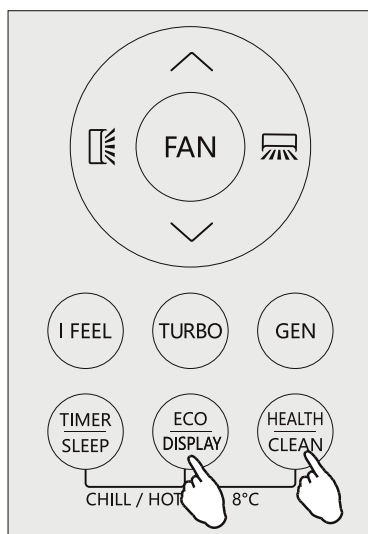 FAN
I FEEL
TURBO
GEN
TIMER
SLEEP
ECO
DISPLAY
HEALTH
CLEAN
CHILL / HOT 8°C